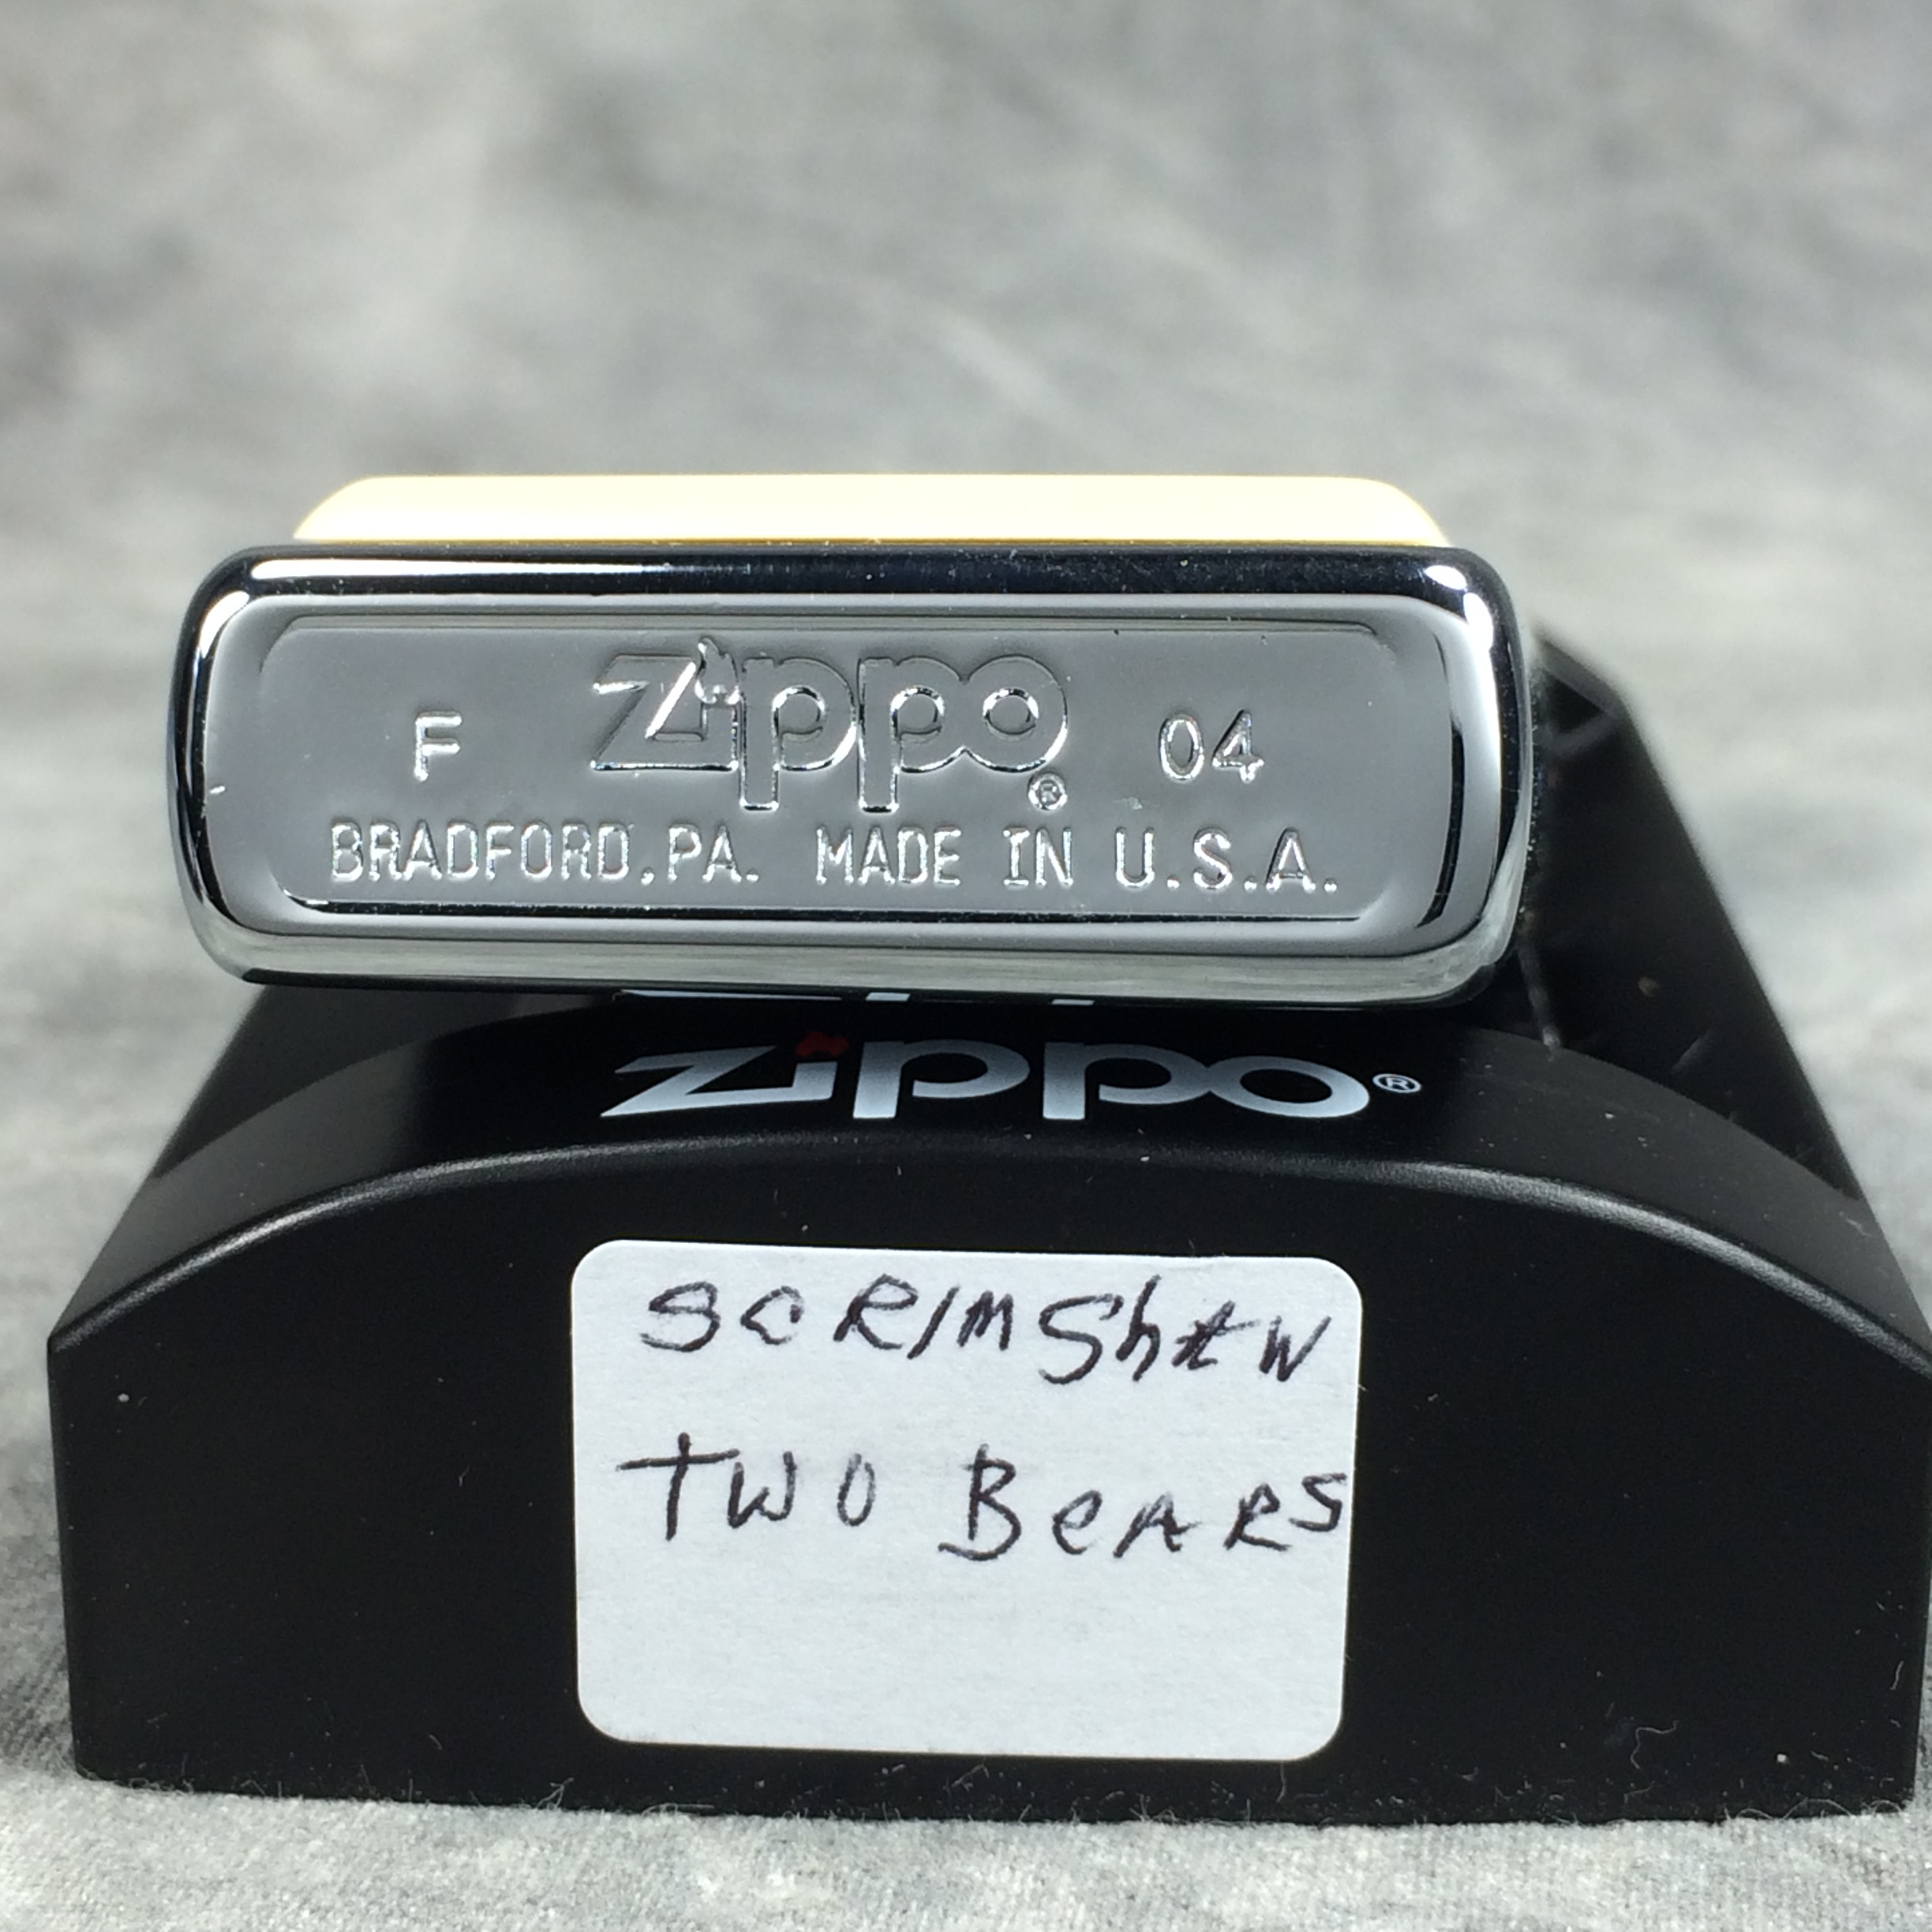 F zippo® 04
BRADFORD, PA. MADE IN U.S.A.
zippo®
SCRIMShAW
TWO BeARS